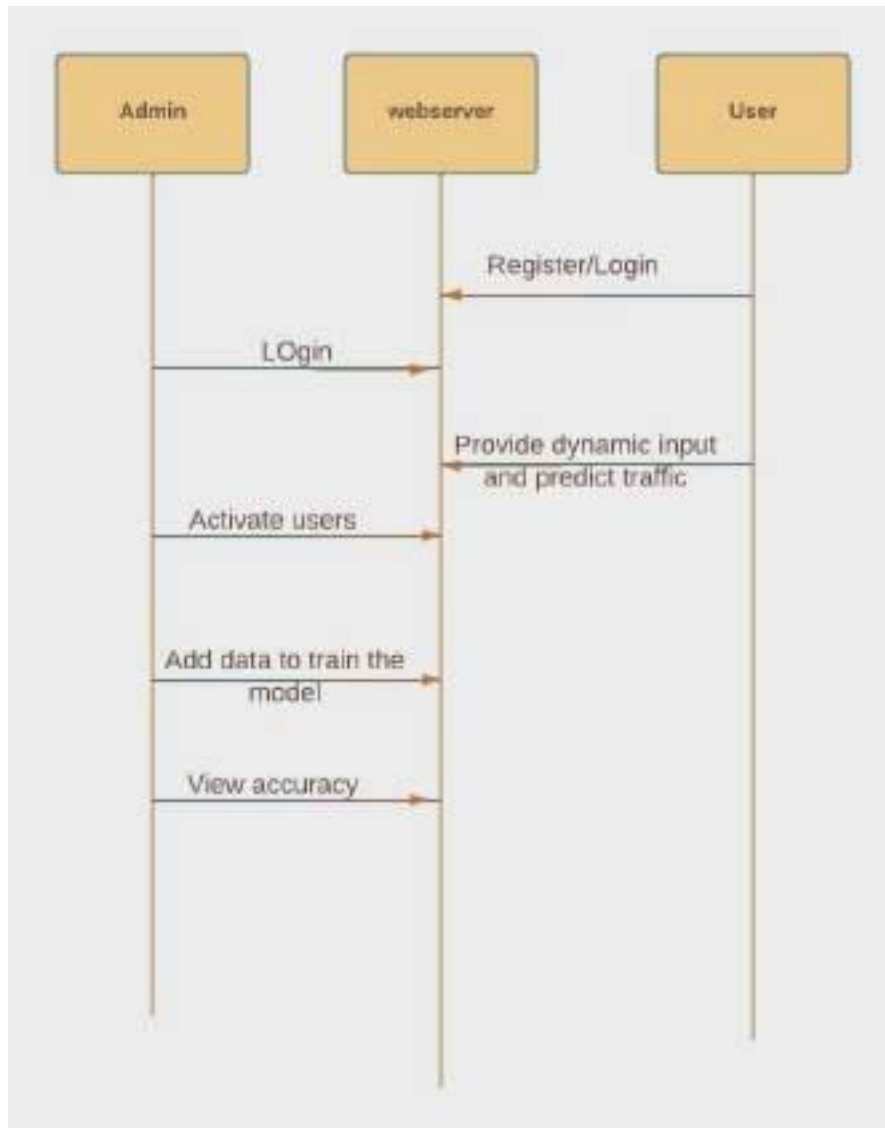 Admin
webserver
User
Register/Login
LOgin
Provide dynamic input
and predict traffic
Activate users
Add data to train the
model
View accuracy